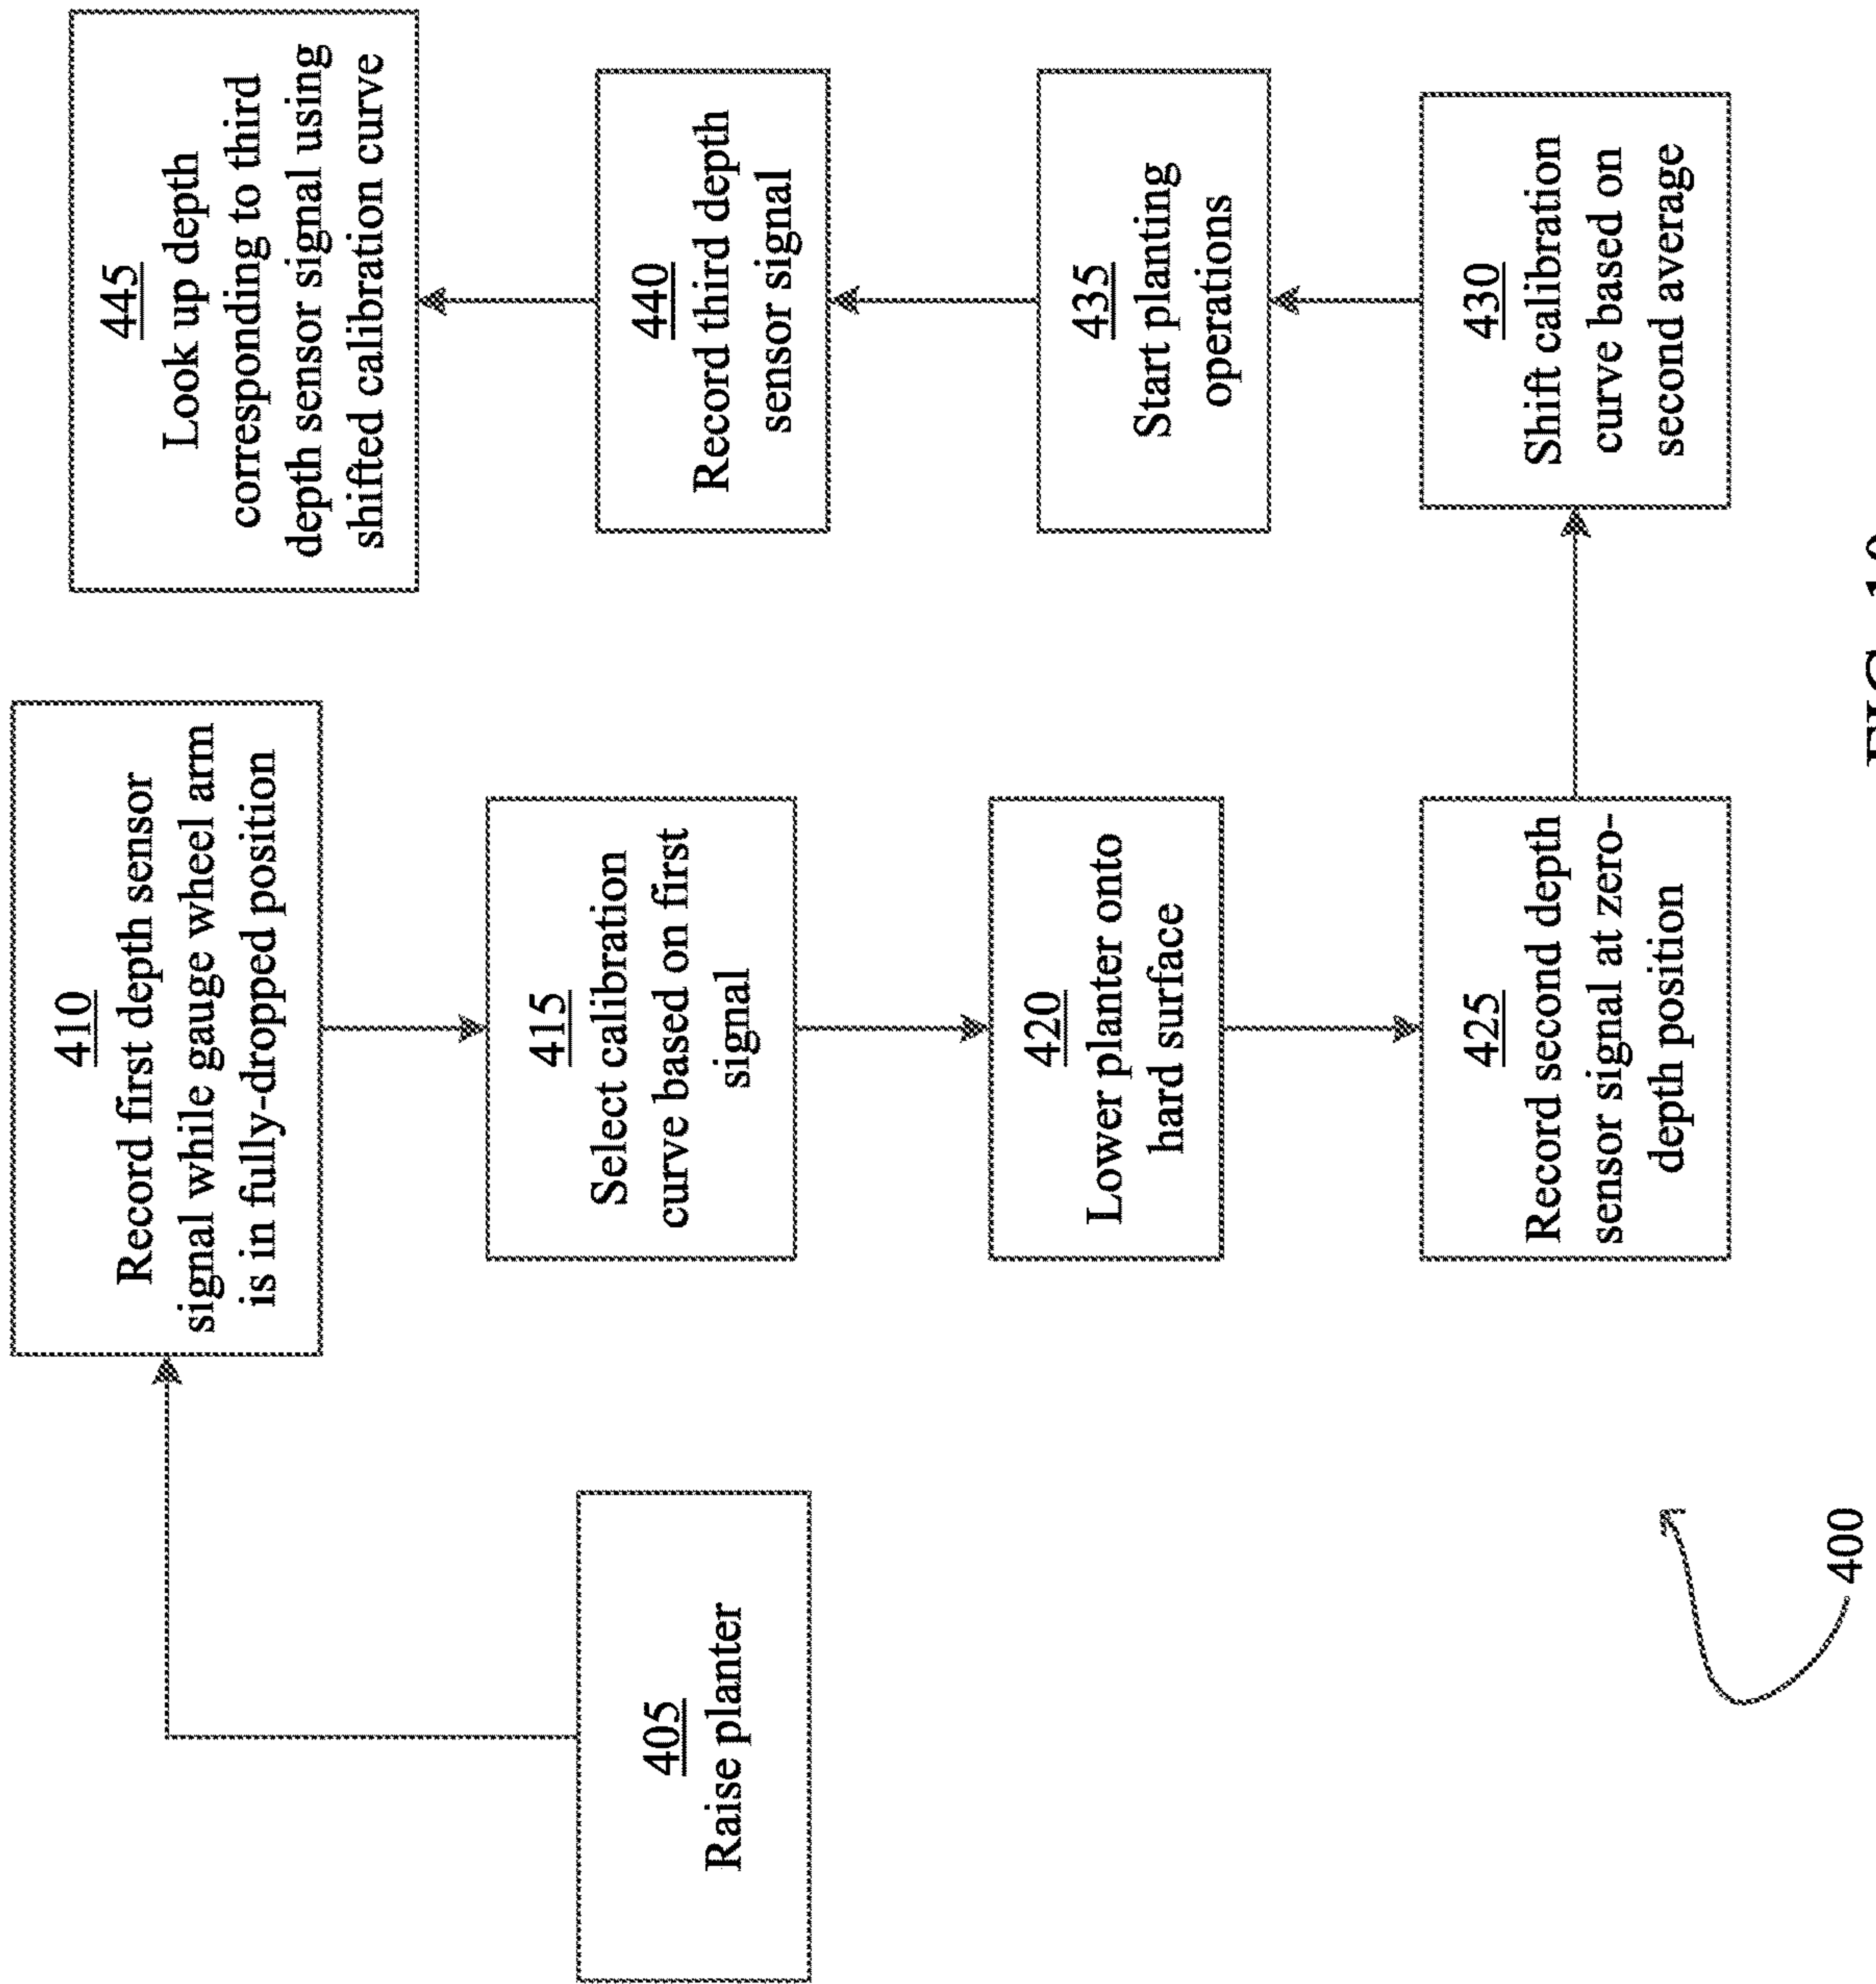 405
Raise planter
410
Record first depth sensor
signal while gauge wheel arm
is in fully-dropped position
415
Select calibration
curve based on first
signal
420
Lower planter onto
hard surface
425
Record second depth
sensor signal at zero-
depth position
430
Shift calibration
curve based on
second average
435
Start planting
operations
440
Record third depth
sensor signal
445
Look up depth
corresponding to third
depth sensor signal using
shifted calibration curve
400
FIG